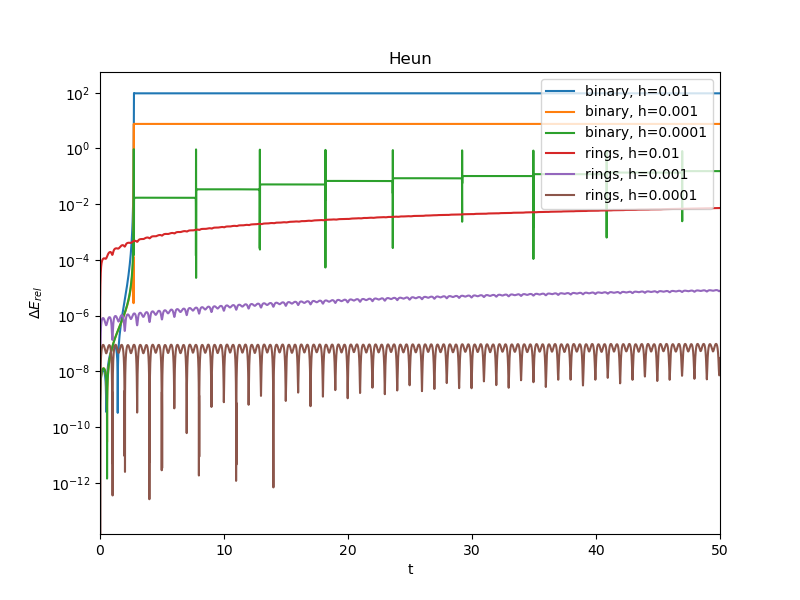 Heun
binary, h=0.01
binary, h=0.001
binary, h=0.0001
rings, h=0.01
rings, h=0.001
rings, h=0.0001
10²
10⁰
10⁻²
10⁻⁴
10⁻⁶
10⁻⁸
10⁻¹⁰
10⁻¹²
ΔE_rel
0 10 20 30 40 50
t